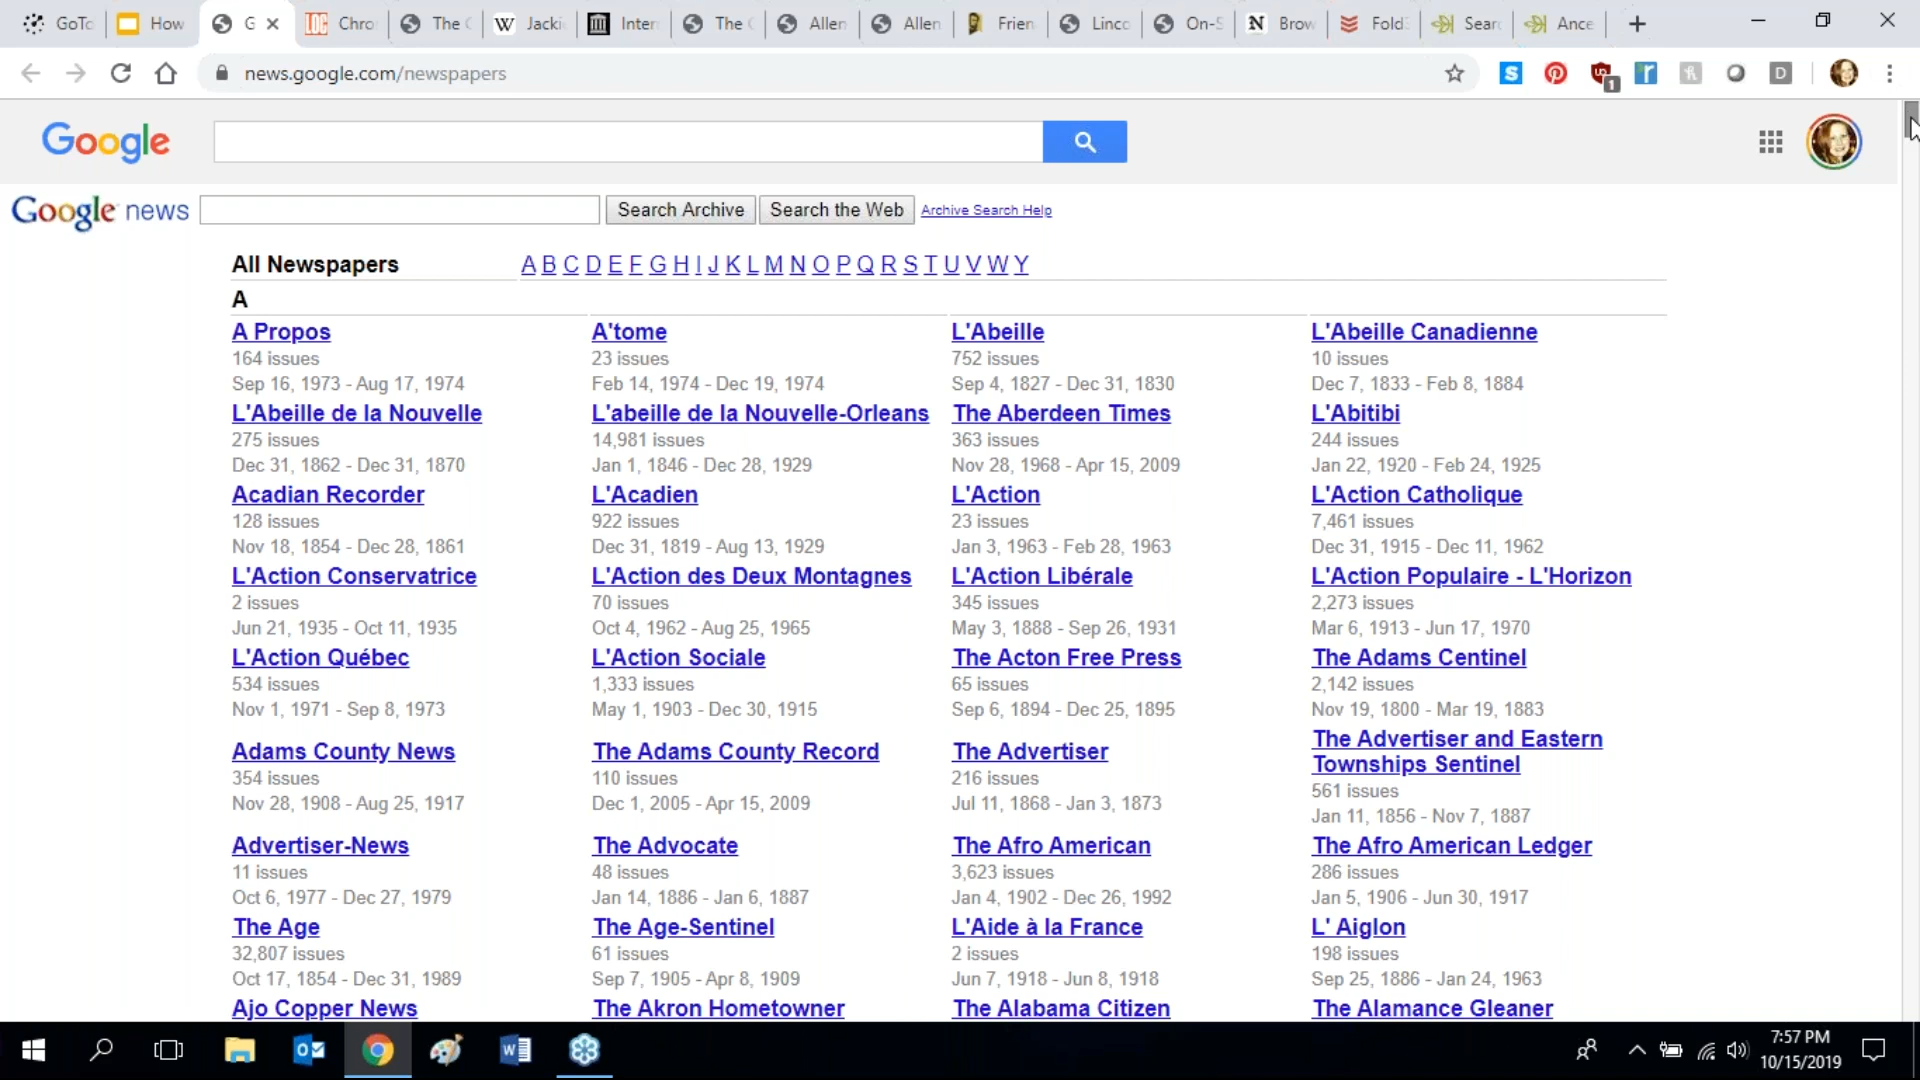 GoTo
How
G
Chro
The
Jacki
Inter
The
Allen
Allen
Frien
Linco
On-S
Brow
Fold
Sear
Ance
news.google.com/newspapers
Google
Google news
Search Archive
Search the Web
Archive Search Help
All Newspapers
A B C D E F G H I J K L M N O P Q R S T U V W Y
A
A Propos
164 issues
Sep 16, 1973 - Aug 17, 1974
A'tome
23 issues
Feb 14, 1974 - Dec 19, 1974
L'Abeille
752 issues
Sep 4, 1827 - Dec 31, 1830
L'Abeille Canadienne
10 issues
Dec 7, 1833 - Feb 8, 1884
L'Abeille de la Nouvelle
275 issues
Dec 31, 1862 - Dec 31, 1870
L'abeille de la Nouvelle-Orleans
14,981 issues
Jan 1, 1846 - Dec 28, 1929
The Aberdeen Times
363 issues
Nov 28, 1968 - Apr 15, 2009
L'Abitibi
244 issues
Jan 22, 1920 - Feb 24, 1925
Acadian Recorder
128 issues
Nov 18, 1854 - Dec 28, 1861
L'Acadien
922 issues
Dec 31, 1819 - Aug 13, 1929
L'Action
23 issues
Jan 3, 1963 - Feb 28, 1963
L'Action Catholique
7,461 issues
Dec 31, 1915 - Dec 11, 1962
L'Action Conservatrice
2 issues
Jun 21, 1935 - Oct 11, 1935
L'Action des Deux Montagnes
70 issues
Oct 4, 1962 - Aug 25, 1965
L'Action Libérale
345 issues
May 3, 1888 - Sep 26, 1931
L'Action Populaire - L'Horizon
2,273 issues
Mar 6, 1913 - Jun 17, 1970
L'Action Québec
534 issues
Nov 1, 1971 - Sep 8, 1973
L'Action Sociale
1,333 issues
May 1, 1903 - Dec 30, 1915
The Acton Free Press
65 issues
Sep 6, 1894 - Dec 25, 1895
The Adams Centinel
2,142 issues
Nov 19, 1800 - Mar 19, 1883
Adams County News
354 issues
Nov 28, 1908 - Aug 25, 1917
The Adams County Record
110 issues
Dec 1, 2005 - Apr 15, 2009
The Advertiser
216 issues
Jul 11, 1868 - Jan 3, 1873
The Advertiser and Eastern
Townships Sentinel
561 issues
Jan 11, 1856 - Nov 7, 1887
Advertiser-News
11 issues
Oct 6, 1977 - Dec 27, 1979
The Advocate
48 issues
Jan 14, 1886 - Jan 6, 1887
The Afro American
3,623 issues
Jan 4, 1902 - Dec 26, 1992
The Afro American Ledger
286 issues
Jan 5, 1906 - Jun 30, 1917
The Age
32,807 issues
Oct 17, 1854 - Dec 31, 1989
The Age-Sentinel
61 issues
Sep 7, 1905 - Apr 8, 1909
L'Aide à la France
2 issues
Jun 7, 1918 - Jun 8, 1918
L' Aiglon
198 issues
Sep 25, 1886 - Jan 24, 1963
Ajo Copper News
The Akron Hometowner
The Alabama Citizen
The Alamance Gleaner
7:57 PM
10/15/2019